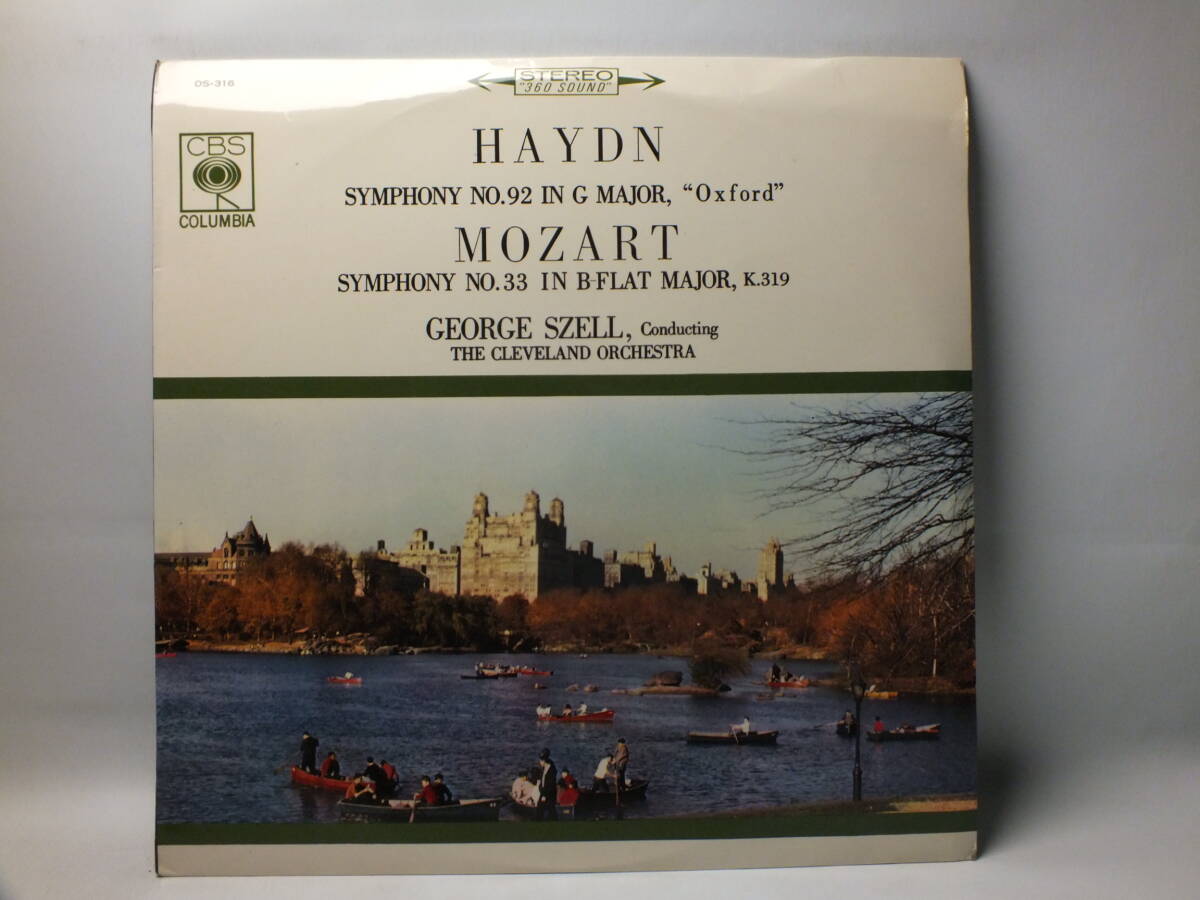 OS-316
STEREO
"360 SOUND"
CBS
COLUMBIA
HAYDN
SYMPHONY NO.92 IN G MAJOR, “Oxford”
MOZART
SYMPHONY NO.33 IN B-FLAT MAJOR, K.319
GEORGE SZELL, Conducting
THE CLEVELAND ORCHESTRA